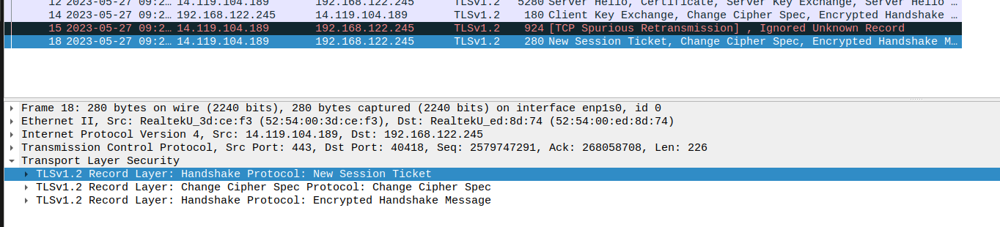 12 2023-05-27 09:2… 14.119.104.189 192.168.122.245 TLSv1.2 5280 Server Hello, Certificate, Server Key Exchange, Server Hello …
14 2023-05-27 09:2… 192.168.122.245 14.119.104.189 TLSv1.2 180 Client Key Exchange, Change Cipher Spec, Encrypted Handshake …
15 2023-05-27 09:2… 14.119.104.189 192.168.122.245 TLSv1.2 924 [TCP Spurious Retransmission] , Ignored Unknown Record
18 2023-05-27 09:2… 14.119.104.189 192.168.122.245 TLSv1.2 280 New Session Ticket, Change Cipher Spec, Encrypted Handshake M…
Frame 18: 280 bytes on wire (2240 bits), 280 bytes captured (2240 bits) on interface enp1s0, id 0
Ethernet II, Src: RealtekU_3d:ce:f3 (52:54:00:3d:ce:f3), Dst: RealtekU_ed:8d:74 (52:54:00:ed:8d:74)
Internet Protocol Version 4, Src: 14.119.104.189, Dst: 192.168.122.245
Transmission Control Protocol, Src Port: 443, Dst Port: 40418, Seq: 2579747291, Ack: 268058708, Len: 226
Transport Layer Security
TLSv1.2 Record Layer: Handshake Protocol: New Session Ticket
TLSv1.2 Record Layer: Change Cipher Spec Protocol: Change Cipher Spec
TLSv1.2 Record Layer: Handshake Protocol: Encrypted Handshake Message